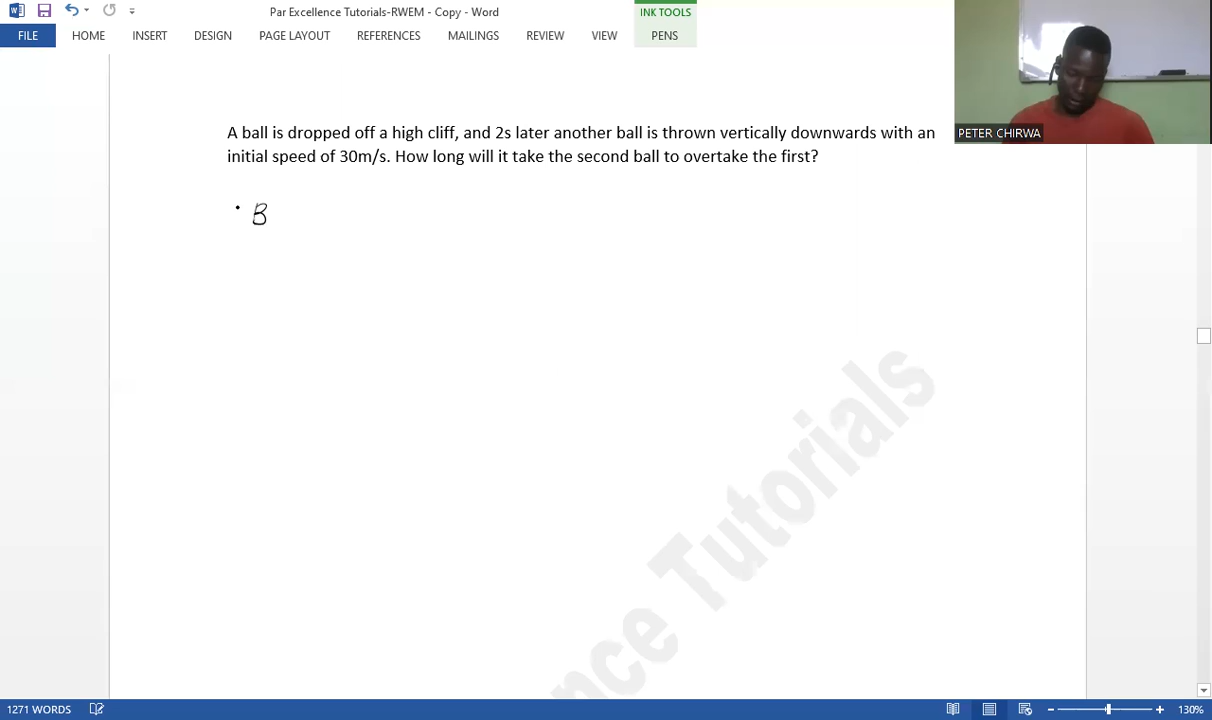 Par Excellence Tutorials-RWEM - Copy - Word
INK TOOLS
FILE HOME INSERT DESIGN PAGE LAYOUT REFERENCES MAILINGS REVIEW VIEW PENS
A ball is dropped off a high cliff, and 2s later another ball is thrown vertically downwards with an
initial speed of 30m/s. How long will it take the second ball to overtake the first?
PETER CHIRWA
• B
nce Tutorials
1271 WORDS
130%